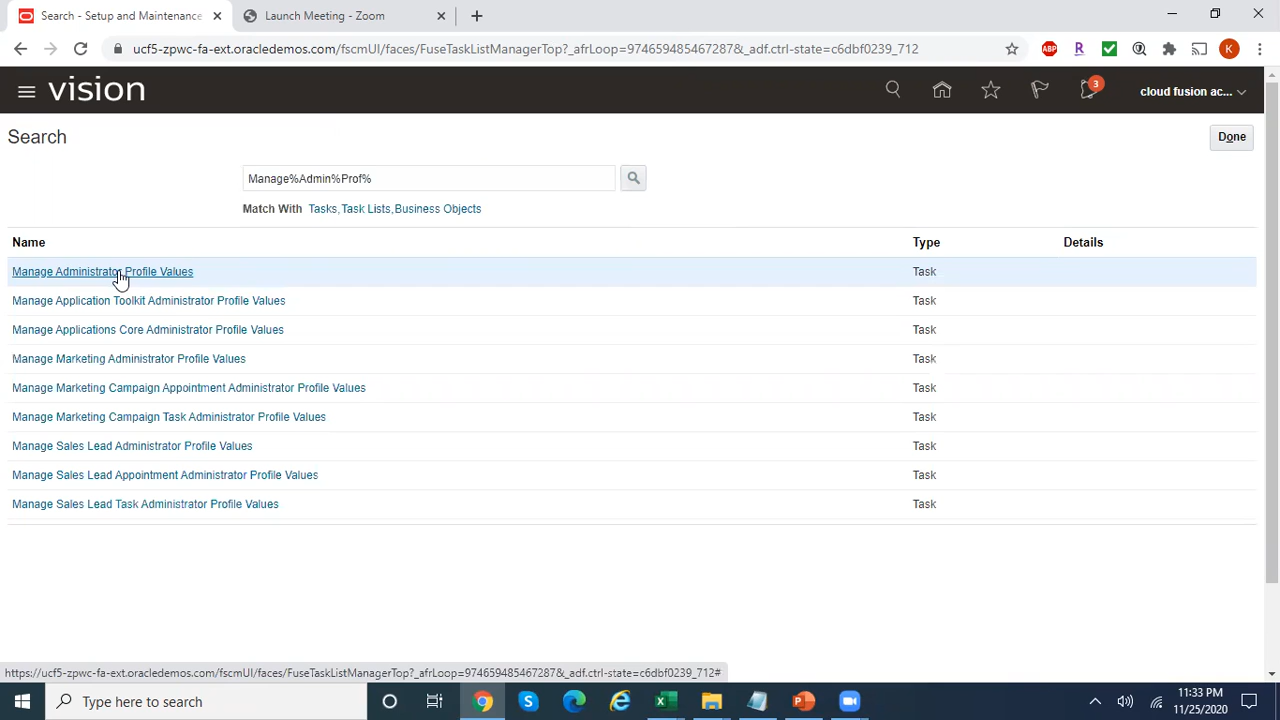 Search - Setup and Maintenance
Launch Meeting - Zoom
ucf5-zpwc-fa-ext.oracledemos.com/fscmUI/faces/FuseTaskListManagerTop?_afrLoop=974659485467287&_adf.ctrl-state=c6dbf0239_712
ABP
R
K
vision
3
cloud fusion ac...
Search
Done
Manage%Admin%Prof%
Match With Tasks, Task Lists, Business Objects
Name Type Details
Manage Administrator Profile Values Task
Manage Application Toolkit Administrator Profile Values Task
Manage Applications Core Administrator Profile Values Task
Manage Marketing Administrator Profile Values Task
Manage Marketing Campaign Appointment Administrator Profile Values Task
Manage Marketing Campaign Task Administrator Profile Values Task
Manage Sales Lead Administrator Profile Values Task
Manage Sales Lead Appointment Administrator Profile Values Task
Manage Sales Lead Task Administrator Profile Values Task
https://ucf5-zpwc-fa-ext.oracledemos.com/fscmUI/faces/FuseTaskListManagerTop?_afrLoop=974659485467287&_adf.ctrl-state=c6dbf0239_712#
Type here to search
11:33 PM
11/25/2020